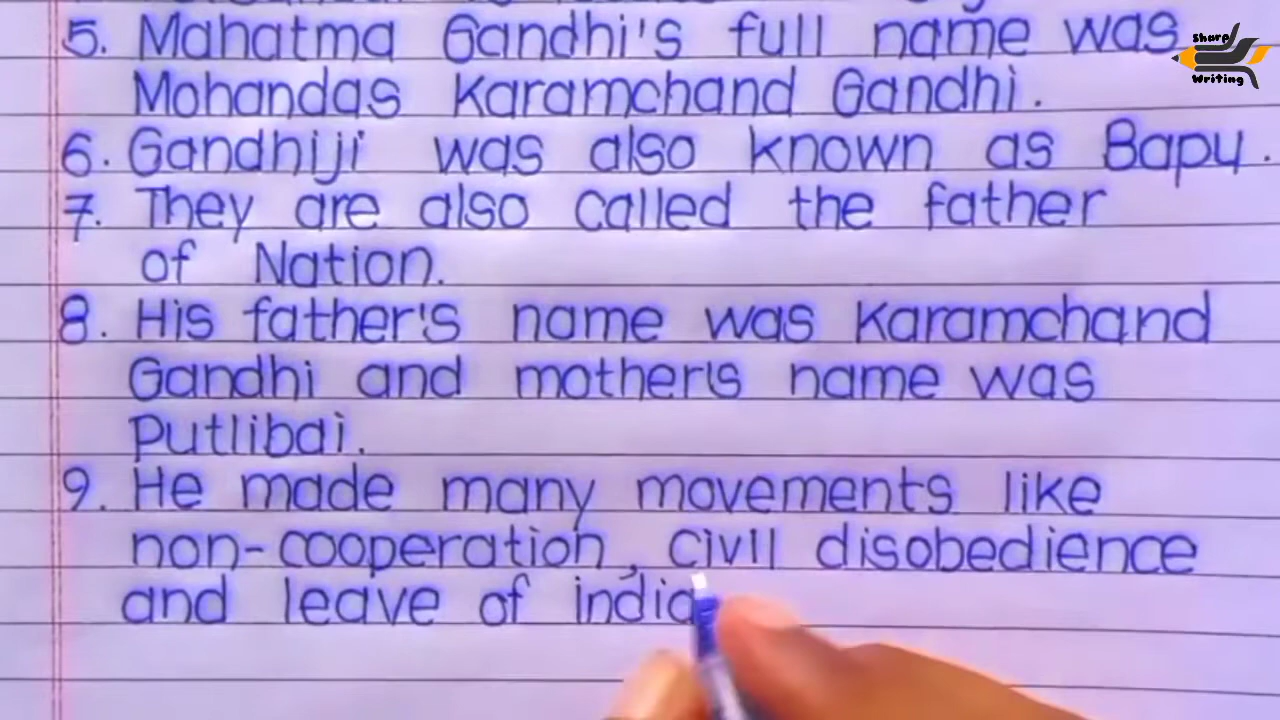 5. Mahatma Gandhi's full name was
Mohandas Karamchand Gandhi.
6. Gandhiji was also known as Bapu.
7. They are also called the father
of Nation.
8. His father's name was Karamchand
Gandhi and mother's name was
Putlibai.
9. He made many movements like
non-cooperation, civil disobedience
and leave of india
Sharp
Writing